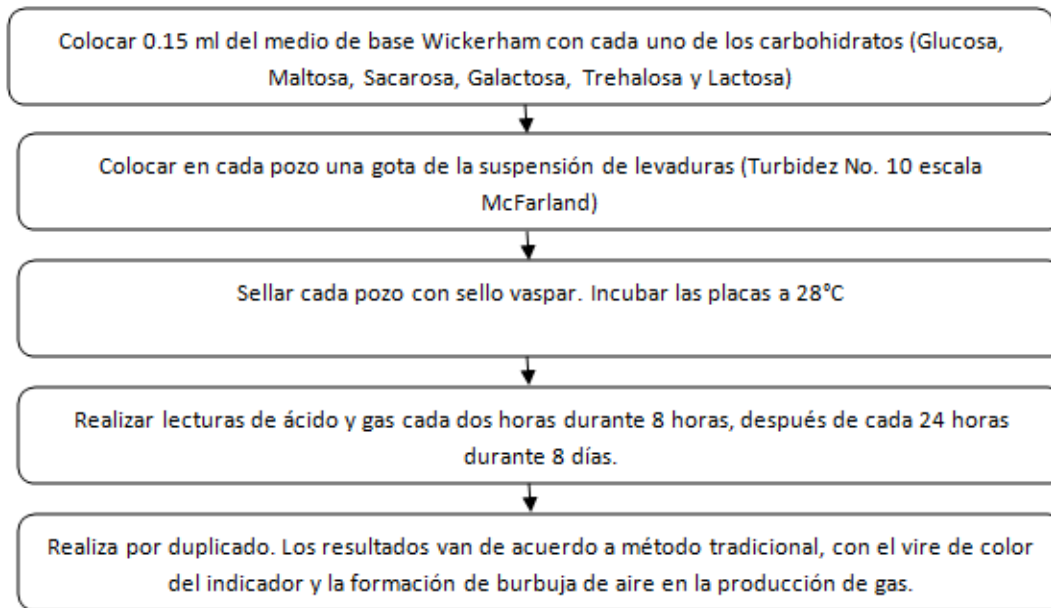 Colocar 0.15 ml del medio de base Wickerham con cada uno de los carbohidratos (Glucosa,
Maltosa, Sacarosa, Galactosa, Trehalosa y Lactosa)
Colocar en cada pozo una gota de la suspensión de levaduras (Turbidez No. 10 escala
McFarland)
Sellar cada pozo con sello vaspar. Incubar las placas a 28°C
Realizar lecturas de ácido y gas cada dos horas durante 8 horas, después de cada 24 horas
durante 8 días.
Realiza por duplicado. Los resultados van de acuerdo a método tradicional, con el vire de color
del indicador y la formación de burbuja de aire en la producción de gas.